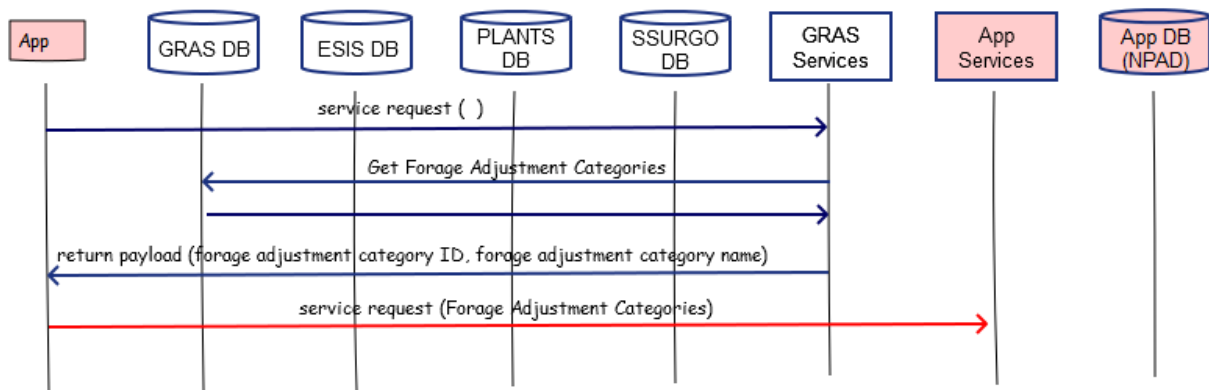 App
GRAS DB
ESIS DB
PLANTS
DB
SSURGO
DB
GRAS
Services
App
Services
App DB
(NPAD)
service request ( )
Get Forage Adjustment Categories
return payload (forage adjustment category ID, forage adjustment category name)
service request (Forage Adjustment Categories)